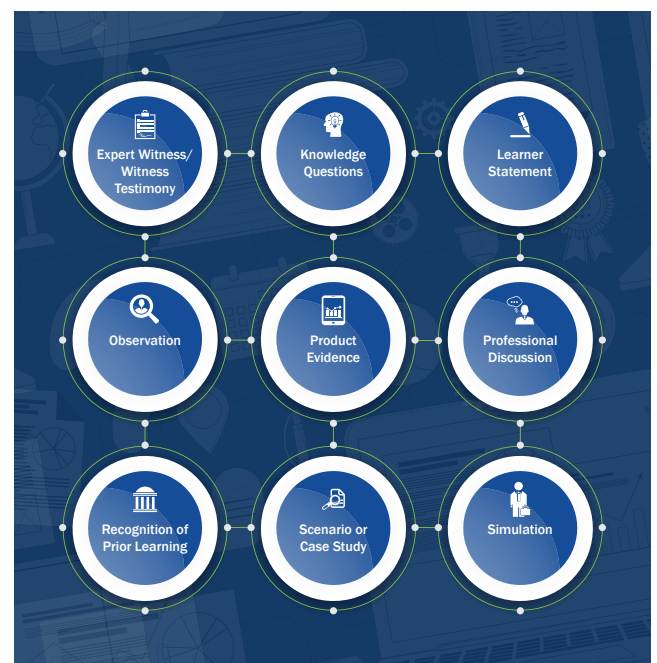 Expert Witness/
Witness
Testimony
Knowledge
Questions
Learner
Statement
Observation
Product
Evidence
Professional
Discussion
Recognition of
Prior Learning
Scenario or
Case Study
Simulation